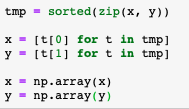 tmp = sorted(zip(x, y))
x = [t[0] for t in tmp]
y = [t[1] for t in tmp]
x = np.array(x)
y = np.array(y)